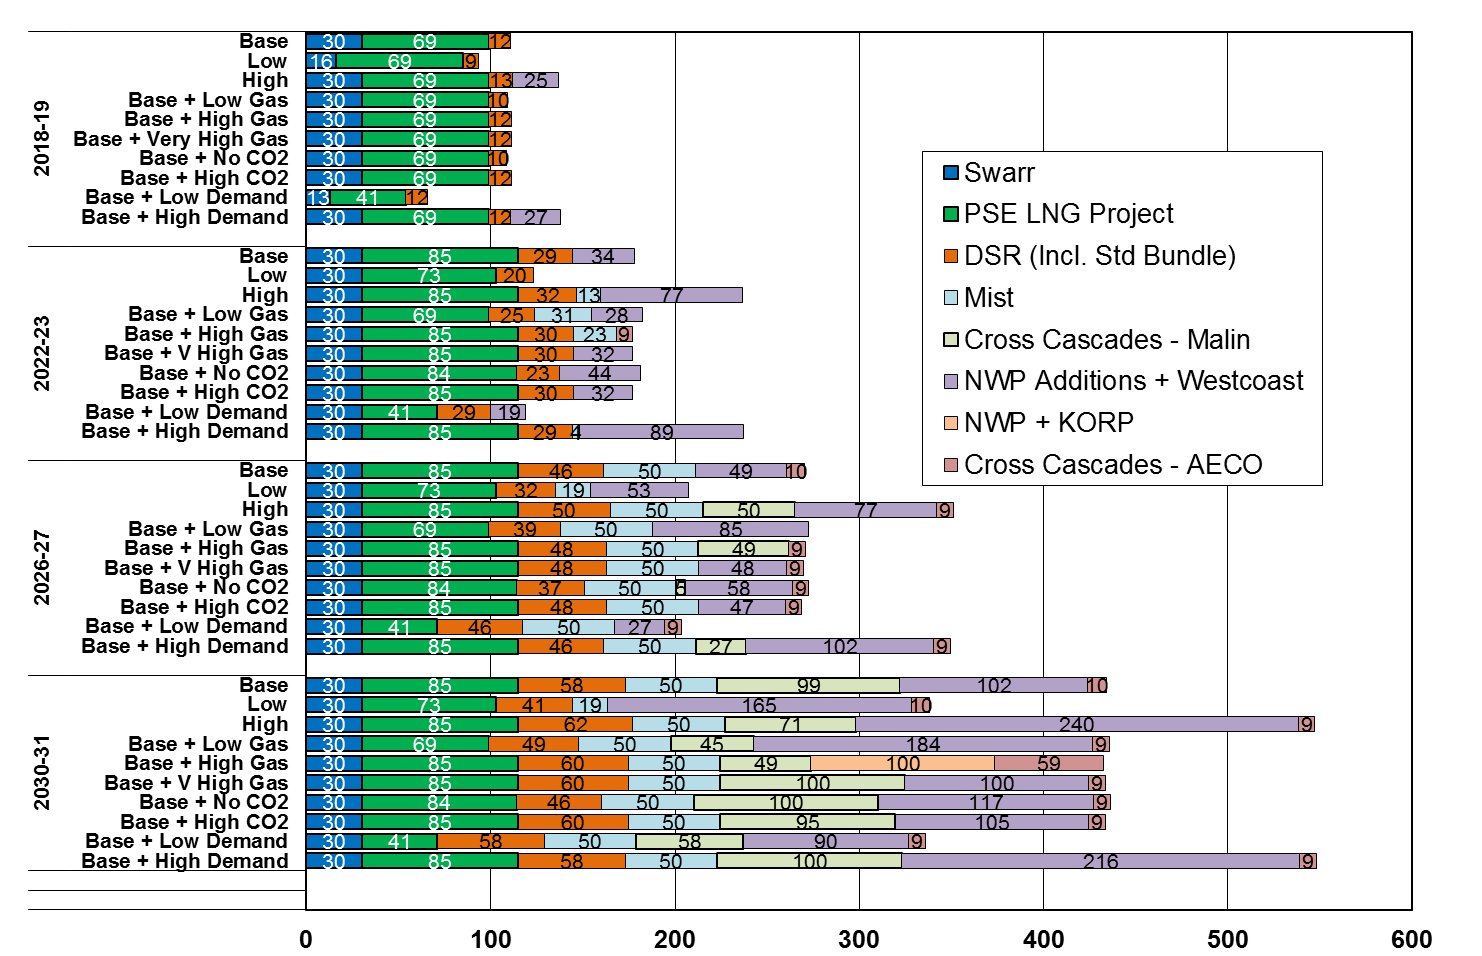 2018-19
Base 30 69 12
Low 16 69 9
High 30 69 13 25
Base + Low Gas 30 69 10
Base + High Gas 30 69 12
Base + Very High Gas 30 69 12
Base + No CO2 30 69 10
Base + High CO2 30 69 12
Base + Low Demand 13 41 12
Base + High Demand 30 69 12 27
2022-23
Base 30 85 29 34
Low 30 73 20
High 30 85 32 13 77
Base + Low Gas 30 69 25 31 28
Base + High Gas 30 85 30 23 9
Base + V High Gas 30 85 30 32
Base + No CO2 30 84 23 44
Base + High CO2 30 85 30 32
Base + Low Demand 30 41 29 19
Base + High Demand 30 85 29 4 89
2026-27
Base 30 85 46 50 49 10
Low 30 73 32 19 53
High 30 85 50 50 50 77 9
Base + Low Gas 30 69 39 50 85
Base + High Gas 30 85 48 50 49 9
Base + V High Gas 30 85 48 50 48 9
Base + No CO2 30 84 37 50 5 58 9
Base + High CO2 30 85 48 50 47 9
Base + Low Demand 30 41 46 50 27 9
Base + High Demand 30 85 46 50 27 102 9
2030-31
Base 30 85 58 50 99 102 10
Low 30 73 41 19 165 10
High 30 85 62 50 71 240 9
Base + Low Gas 30 69 49 50 45 184 9
Base + High Gas 30 85 60 50 49 100 59
Base + V High Gas 30 85 60 50 100 100 9
Base + No CO2 30 84 46 50 100 117 9
Base + High CO2 30 85 60 50 95 105 9
Base + Low Demand 30 41 58 50 58 90 9
Base + High Demand 30 85 58 50 100 216 9
0 100 200 300 400 500 600
Swarr
PSE LNG Project
DSR (Incl. Std Bundle)
Mist
Cross Cascades - Malin
NWP Additions + Westcoast
NWP + KORP
Cross Cascades - AECO